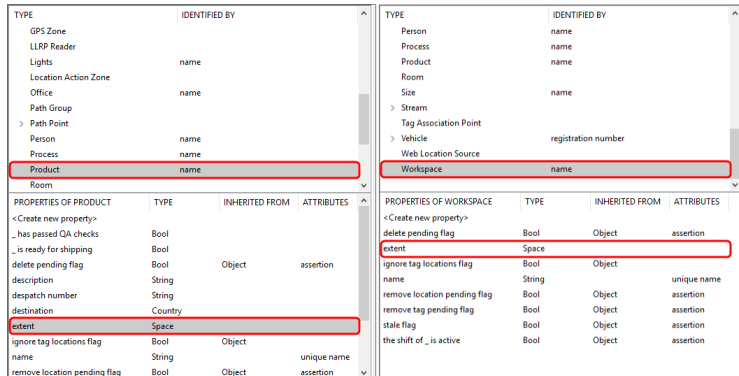 TYPE IDENTIFIED BY
GPS Zone
LLRP Reader
Lights name
Location Action Zone
Office name
Path Group
> Path Point
Person name
Process name
Product name
Room
PROPERTIES OF PRODUCT TYPE INHERITED FROM ATTRIBUTES
<Create new property>
_ has passed QA checks Bool
_ is ready for shipping Bool
delete pending flag Bool Object assertion
description String
despatch number String
destination Country
extent Space
ignore tag locations flag Bool Object
name String unique name
remove location pending flag Bool Object assertion
TYPE IDENTIFIED BY
Person name
Process name
Product name
Room
Size name
> Stream
Tag Association Point
> Vehicle registration number
Web Location Source
Workspace name
PROPERTIES OF WORKSPACE TYPE INHERITED FROM ATTRIBUTES
<Create new property>
delete pending flag Bool Object assertion
extent Space
ignore tag locations flag Bool Object
name String unique name
remove location pending flag Bool Object assertion
remove tag pending flag Bool Object assertion
stale flag Bool Object assertion
the shift of _ is active Bool Object assertion